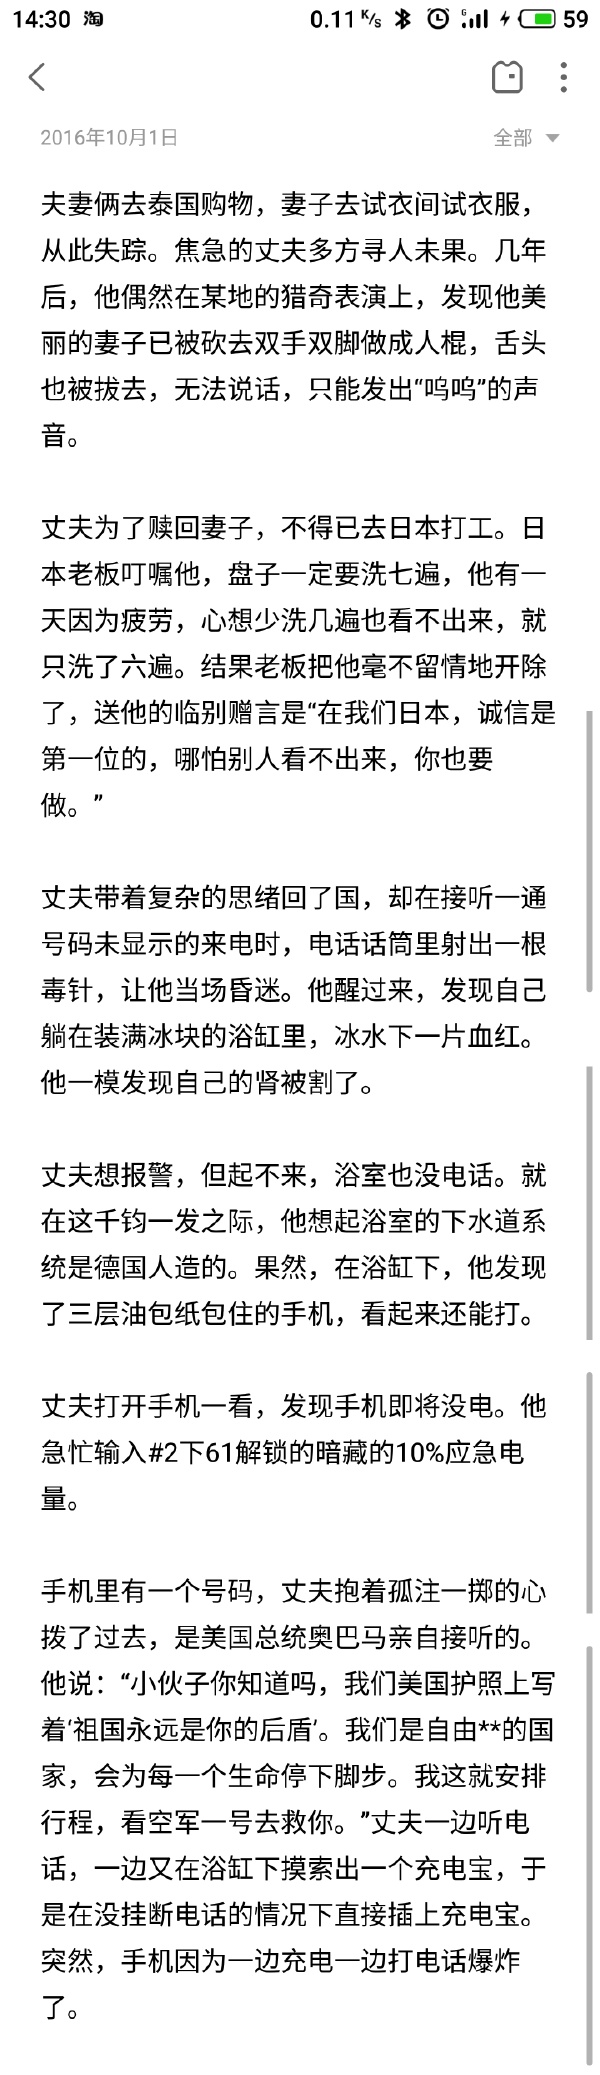 14:30 淘 0.11 K/s G 59
2016年10月1日 全部
夫妻俩去泰国购物，妻子去试衣间试衣服，
从此失踪。焦急的丈夫多方寻人未果。几年
后，他偶然在某地的猎奇表演上，发现他美
丽的妻子已被砍去双手双脚做成人棍，舌头
也被拔去，无法说话，只能发出“呜呜”的声
音。
丈夫为了赎回妻子，不得已去日本打工。日
本老板叮嘱他，盘子一定要洗七遍，他有一
天因为疲劳，心想少洗几遍也看不出来，就
只洗了六遍。结果老板把他毫不留情地开除
了，送他的临别赠言是“在我们日本，诚信是
第一位的，哪怕别人看不出来，你也要
做。”
丈夫带着复杂的思绪回了国，却在接听一通
号码未显示的来电时，电话话筒里射出一根
毒针，让他当场昏迷。他醒过来，发现自己
躺在装满冰块的浴缸里，冰水下一片血红。
他一模发现自己的肾被割了。
丈夫想报警，但起不来，浴室也没电话。就
在这千钧一发之际，他想起浴室的下水道系
统是德国人造的。果然，在浴缸下，他发现
了三层油包纸包住的手机，看起来还能打。
丈夫打开手机一看，发现手机即将没电。他
急忙输入#2下61解锁的暗藏的10%应急电
量。
手机里有一个号码，丈夫抱着孤注一掷的心
拨了过去，是美国总统奥巴马亲自接听的。
他说：“小伙子你知道吗，我们美国护照上写
着‘祖国永远是你的后盾’。我们是自由**的国
家，会为每一个生命停下脚步。我这就安排
行程，看空军一号去救你。”丈夫一边听电
话，一边又在浴缸下摸索出一个充电宝，于
是在没挂断电话的情况下直接插上充电宝。
突然，手机因为一边充电一边打电话爆炸
了。